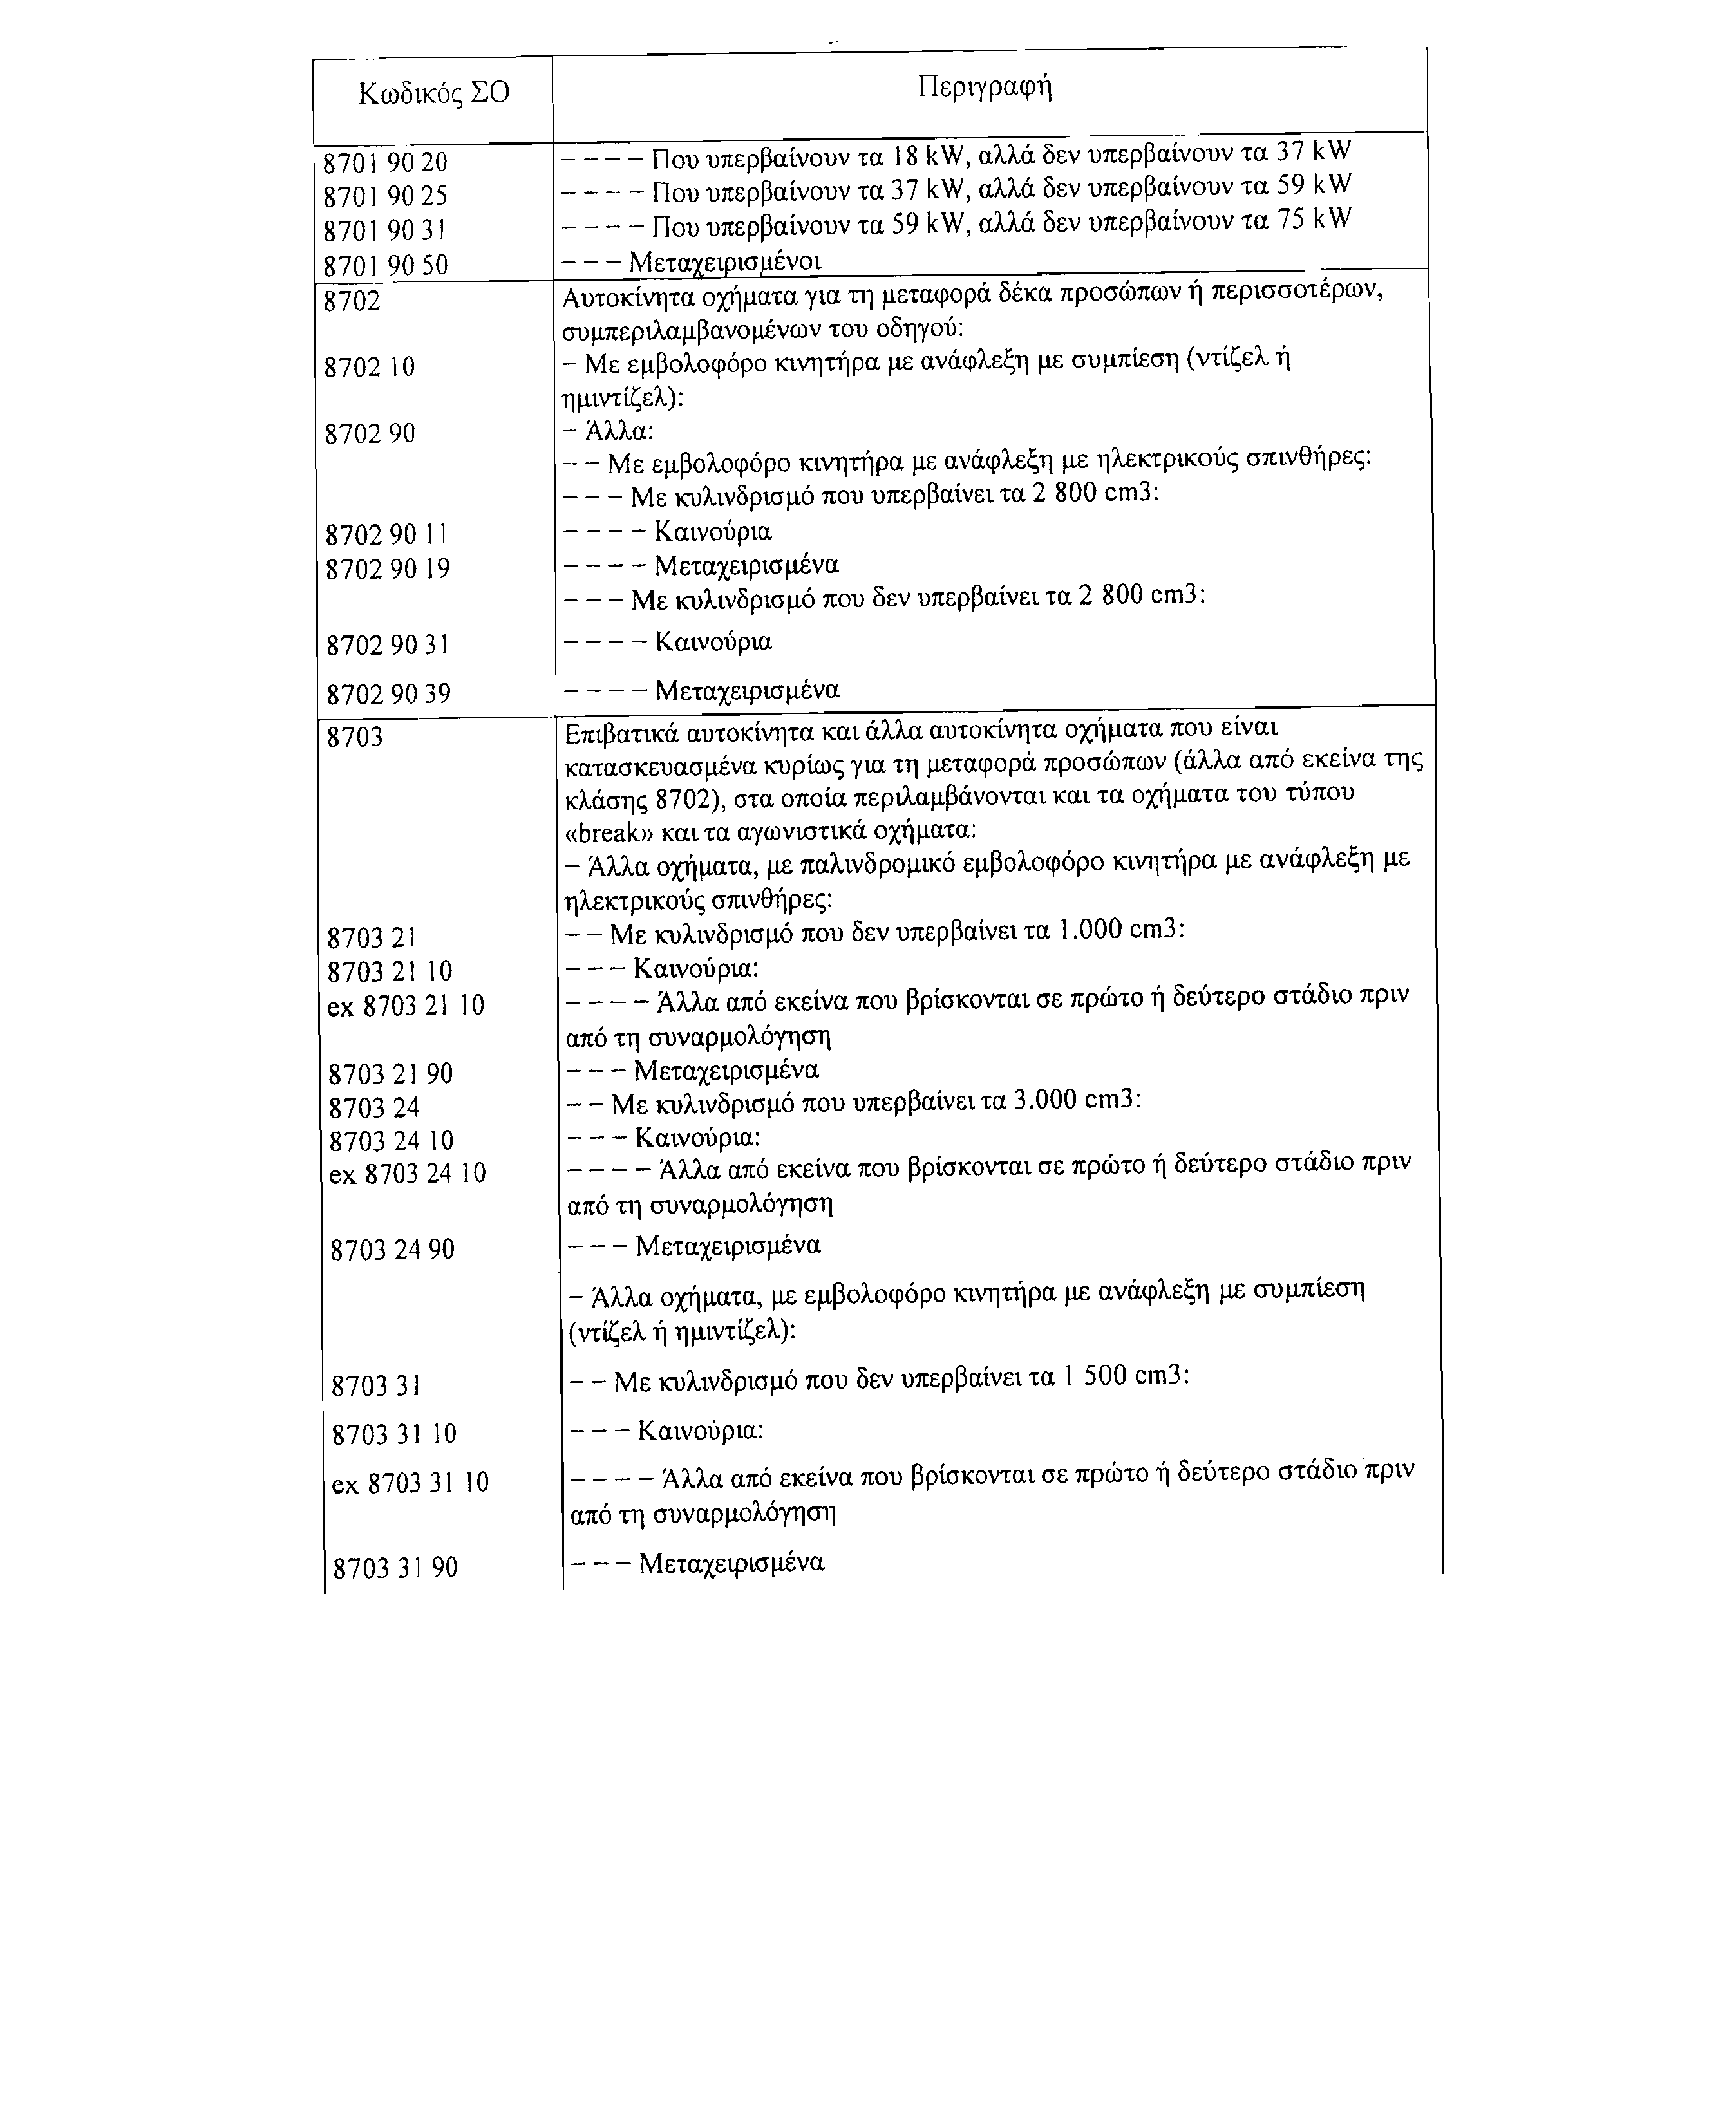 Κωδικός ΣΟ Περιγραφή
8701 90 20 – – – – Που υπερβαίνουν τα 18 kW, αλλά δεν υπερβαίνουν τα 37 kW
8701 90 25 – – – – Που υπερβαίνουν τα 37 kW, αλλά δεν υπερβαίνουν τα 59 kW
8701 90 31 – – – – Που υπερβαίνουν τα 59 kW, αλλά δεν υπερβαίνουν τα 75 kW
8701 90 50 – – – Μεταχειρισμένοι
8702 Αυτοκίνητα οχήματα για τη μεταφορά δέκα προσώπων ή περισσοτέρων,
συμπεριλαμβανομένων του οδηγού:
8702 10 – Με εμβολοφόρο κινητήρα με ανάφλεξη με συμπίεση (ντίζελ ή
ημιντίζελ):
8702 90 – Άλλα:
– – Με εμβολοφόρο κινητήρα με ανάφλεξη με ηλεκτρικούς σπινθήρες:
– – – Με κυλινδρισμό που υπερβαίνει τα 2 800 cm3:
8702 90 11 – – – – Καινούρια
8702 90 19 – – – – Μεταχειρισμένα
– – – Με κυλινδρισμό που δεν υπερβαίνει τα 2 800 cm3:
8702 90 31 – – – – Καινούρια
8702 90 39 – – – – Μεταχειρισμένα
8703 Επιβατικά αυτοκίνητα και άλλα αυτοκίνητα οχήματα που είναι
κατασκευασμένα κυρίως για τη μεταφορά προσώπων (άλλα από εκείνα της
κλάσης 8702), στα οποία περιλαμβάνονται και τα οχήματα του τύπου
«break» και τα αγωνιστικά οχήματα:
– Άλλα οχήματα, με παλινδρομικό εμβολοφόρο κινητήρα με ανάφλεξη με
ηλεκτρικούς σπινθήρες:
8703 21 – – Με κυλινδρισμό που δεν υπερβαίνει τα 1.000 cm3:
8703 21 10 – – – Καινούρια:
ex 8703 21 10 – – – – Άλλα από εκείνα που βρίσκονται σε πρώτο ή δεύτερο στάδιο πριν
από τη συναρμολόγηση
8703 21 90 – – – Μεταχειρισμένα
8703 24 – – Με κυλινδρισμό που υπερβαίνει τα 3.000 cm3:
8703 24 10 – – – Καινούρια:
ex 8703 24 10 – – – – Άλλα από εκείνα που βρίσκονται σε πρώτο ή δεύτερο στάδιο πριν
από τη συναρμολόγηση
8703 24 90 – – – Μεταχειρισμένα
– Άλλα οχήματα, με εμβολοφόρο κινητήρα με ανάφλεξη με συμπίεση
(ντίζελ ή ημιντίζελ):
8703 31 – – Με κυλινδρισμό που δεν υπερβαίνει τα 1 500 cm3:
8703 31 10 – – – Καινούρια:
ex 8703 31 10 – – – – Άλλα από εκείνα που βρίσκονται σε πρώτο ή δεύτερο στάδιο πριν
από τη συναρμολόγηση
8703 31 90 – – – Μεταχειρισμένα